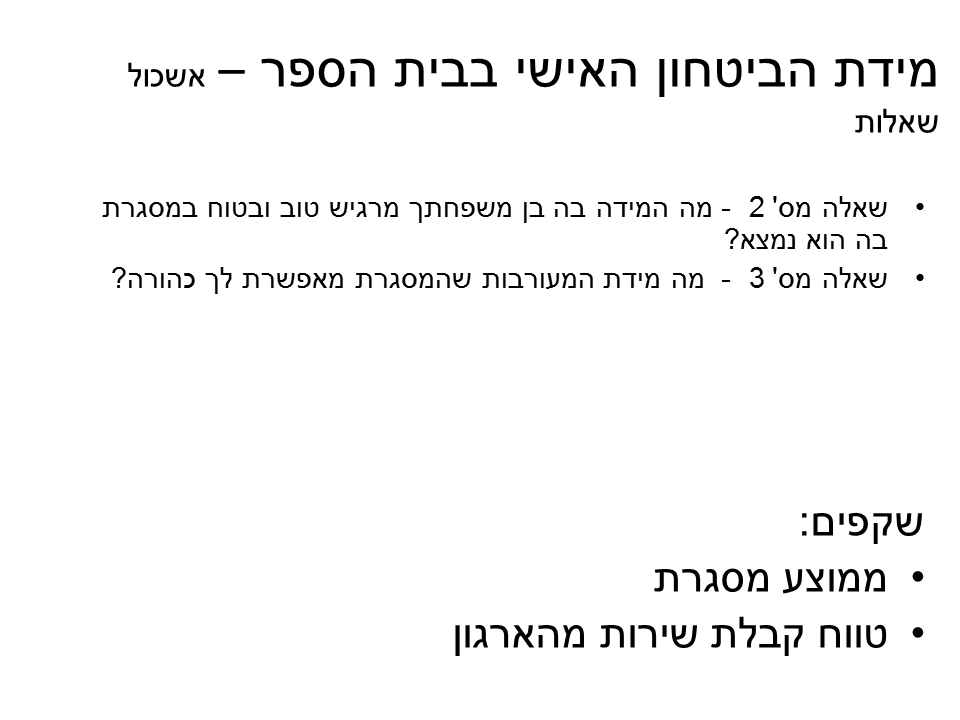 מידת הביטחון האישי בבית הספר – אשכול
שאלות
• שאלה מס' 2 - מה המידה בה בן משפחתך מרגיש טוב ובטוח במסגרת
בה הוא נמצא?
• שאלה מס' 3 - מה מידת המעורבות שהמסגרת מאפשרת לך כהורה?
שקפים:
• ממוצע מסגרת
• טווח קבלת שירות מהארגון